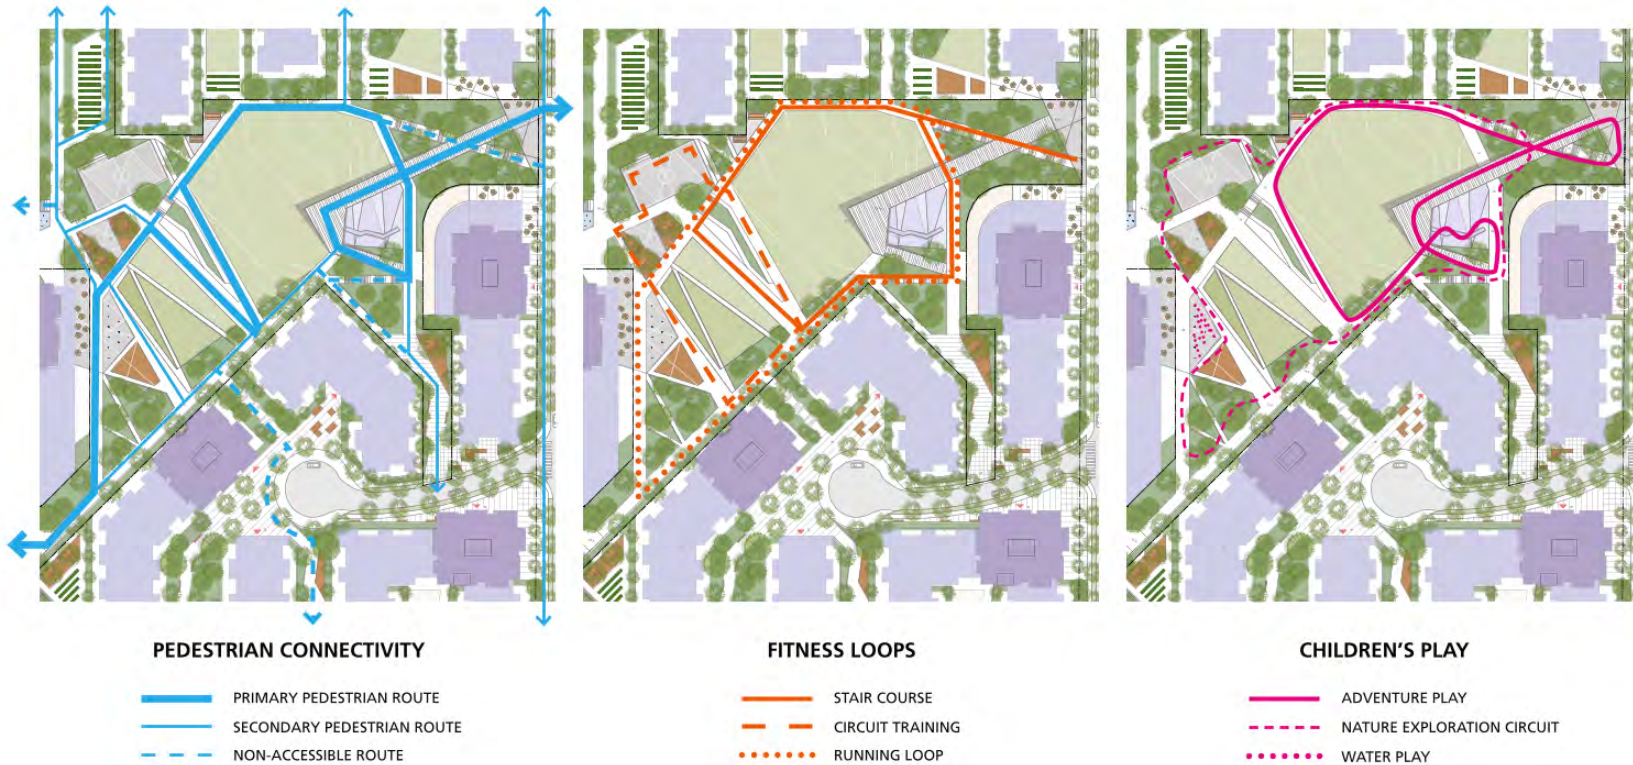 PEDESTRIAN CONNECTIVITY
PRIMARY PEDESTRIAN ROUTE
SECONDARY PEDESTRIAN ROUTE
NON-ACCESSIBLE ROUTE
FITNESS LOOPS
STAIR COURSE
CIRCUIT TRAINING
RUNNING LOOP
CHILDREN'S PLAY
ADVENTURE PLAY
NATURE EXPLORATION CIRCUIT
WATER PLAY